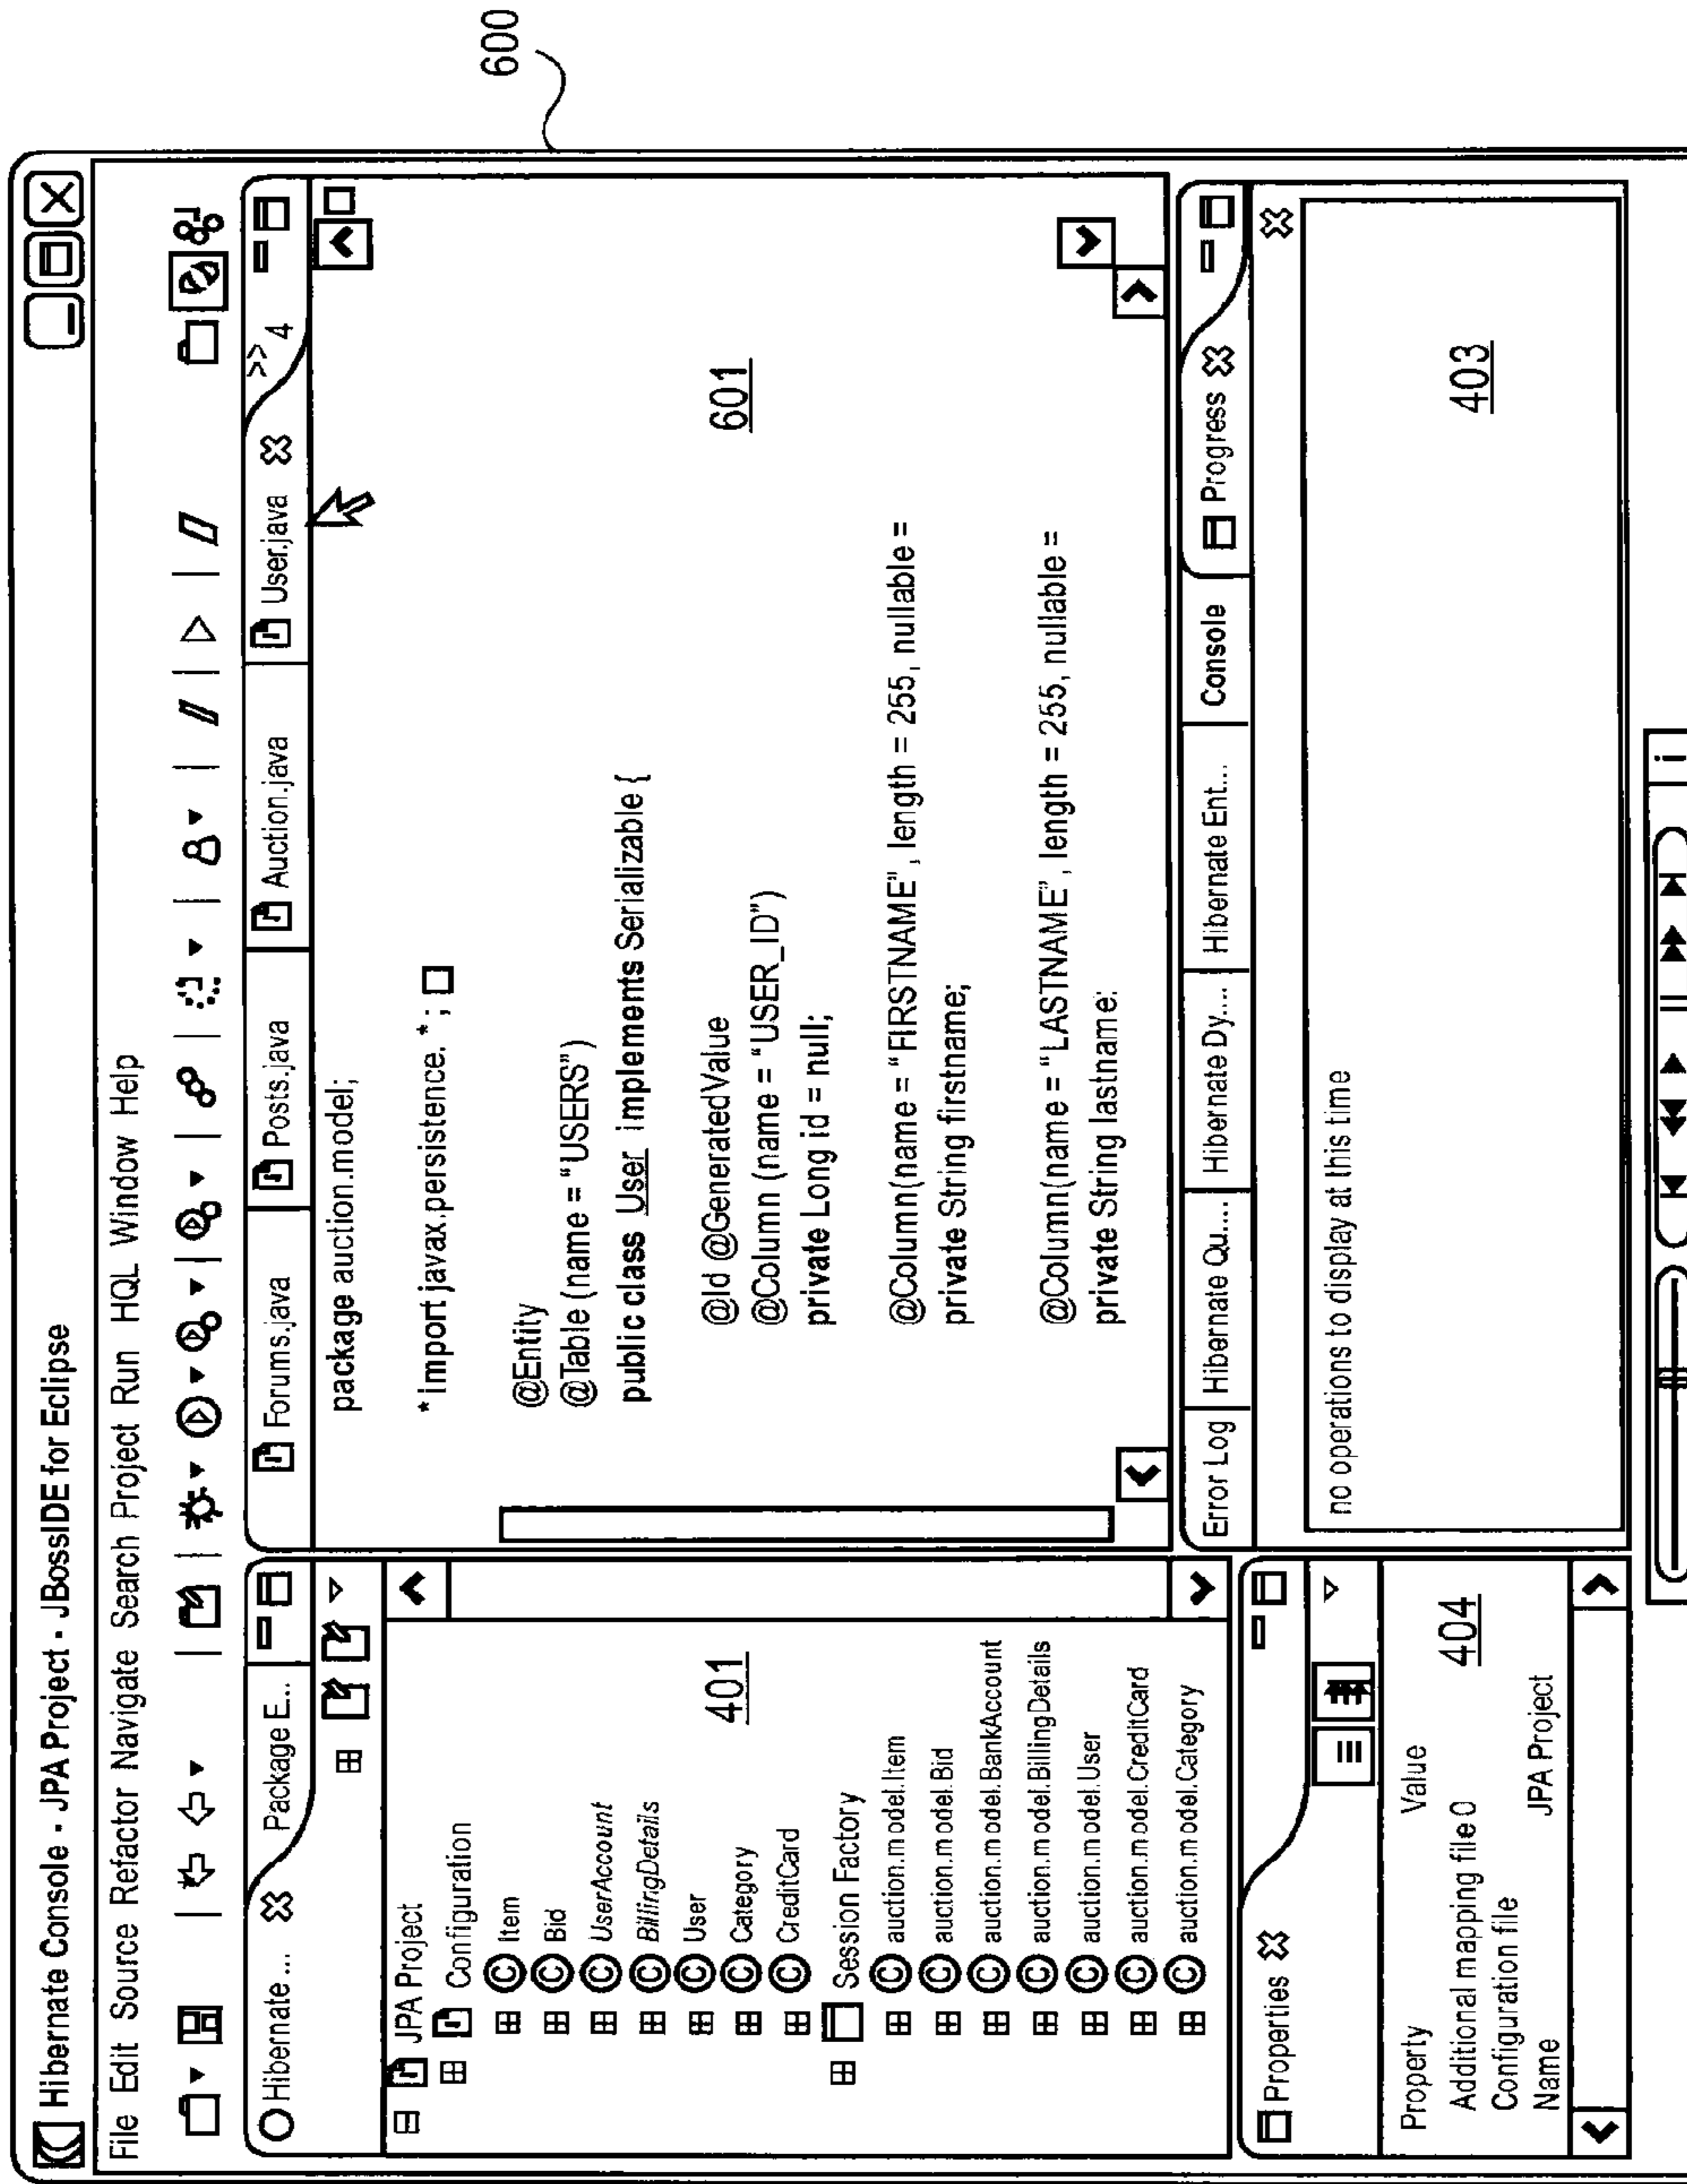 Hibernate Console - JPA Project - JBossIDE for Eclipse
File Edit Source Refactor Navigate Search Project Run HQL Window Help
Hibernate ...
Package E...
JPA Project
Configuration
Item
Bid
UserAccount
BillingDetails
User
Category
CreditCard
Session Factory
auction.model.Item
auction.model.Bid
auction.model.BankAccount
auction.model.BillingDetails
auction.model.User
auction.model.CreditCard
auction.model.Category
401
Forums.java
Posts.java
Auction.java
User.java
>> 4
package auction.model;
* import javax.persistence. * ;
@Entity
@Table (name = "USERS")
public class User implements Serializable {
@Id @GeneratedValue
@Column (name = "USER_ID")
private Long id = null;
@Column(name = "FIRSTNAME", length = 255, nullable =
private String firstname;
@Column(name = "LASTNAME", length = 255, nullable =
private String lastname:
601
Properties
Property Value
Additional mapping file 0
Configuration file
Name JPA Project
404
Error Log
Hibernate Qu....
Hibernate Dy....
Hibernate Ent...
Console
Progress
no operations to display at this time
403
i
600